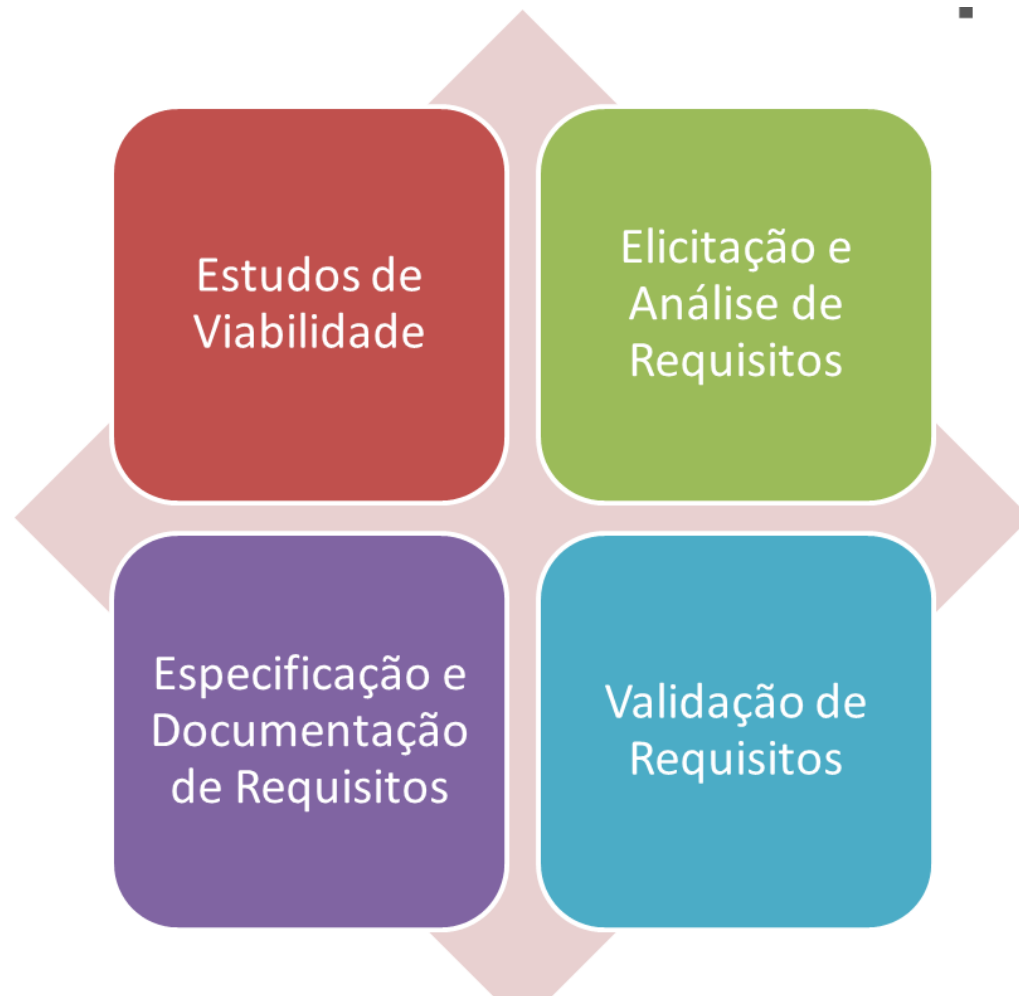 Estudos de
Viabilidade
Elicitação e
Análise de
Requisitos
Especificação e
Documentação
de Requisitos
Validação de
Requisitos